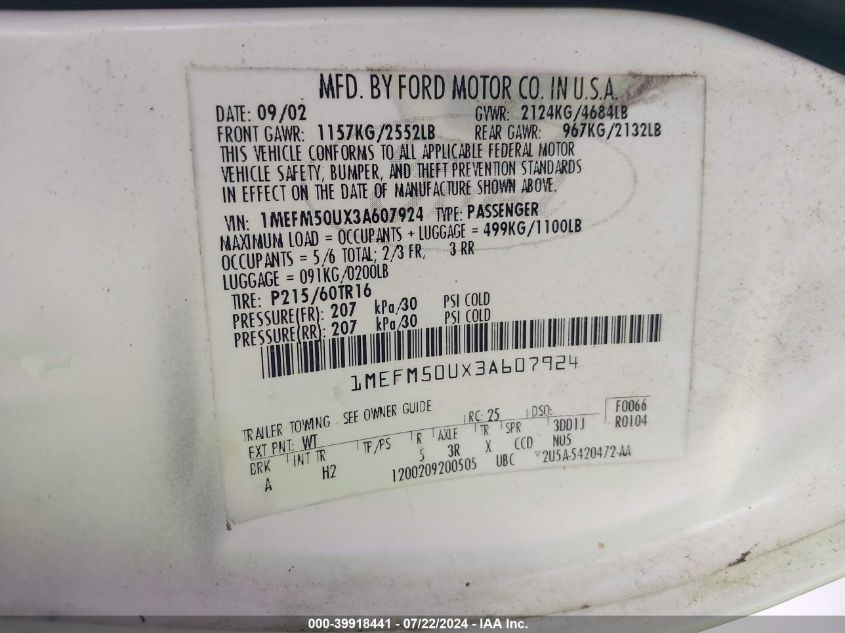 MFD. BY FORD MOTOR CO. IN U.S.A.
DATE: 09/02 GVWR: 2124KG/4684LB
FRONT GAWR: 1157KG/2552LB REAR GAWR: 967KG/2132LB
THIS VEHICLE CONFORMS TO ALL APPLICABLE FEDERAL MOTOR
VEHICLE SAFETY, BUMPER, AND THEFT PREVENTION STANDARDS
IN EFFECT ON THE DATE OF MANUFACTURE SHOWN ABOVE.
VIN: 1MEFM50UX3A607924 TYPE: PASSENGER
MAXIMUM LOAD = OCCUPANTS + LUGGAGE = 499KG/1100LB
OCCUPANTS = 5/6 TOTAL; 2/3 FR, 3 RR
LUGGAGE = 091KG/0200LB
TIRE: P215/60TR16
PRESSURE(FR): 207 kPa/30 PSI COLD
PRESSURE(RR): 207 kPa/30 PSI COLD
1MEFM50UX3A607924
TRAILER TOWING - SEE OWNER GUIDE RC: 25 DSO: F0066
EXT PNT: WT R0104
BRK INT TR TP/PS R AXLE TR SPR 3DD1J
A H2 5 3R X CCD NO5
1200209200505 UBC 2U5A-5420472-AA
000-39918441 - 07/22/2024 - IAA Inc.